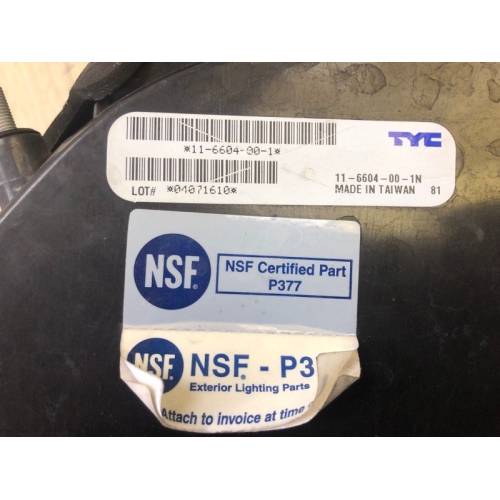 TYC
*11-6604-00-1*
11-6604-00-1N
LOT# *04071610*
MADE IN TAIWAN 81
NSF
NSF Certified Part
P377
NSF
NSF - P3
Exterior Lighting Parts
Attach to invoice at time